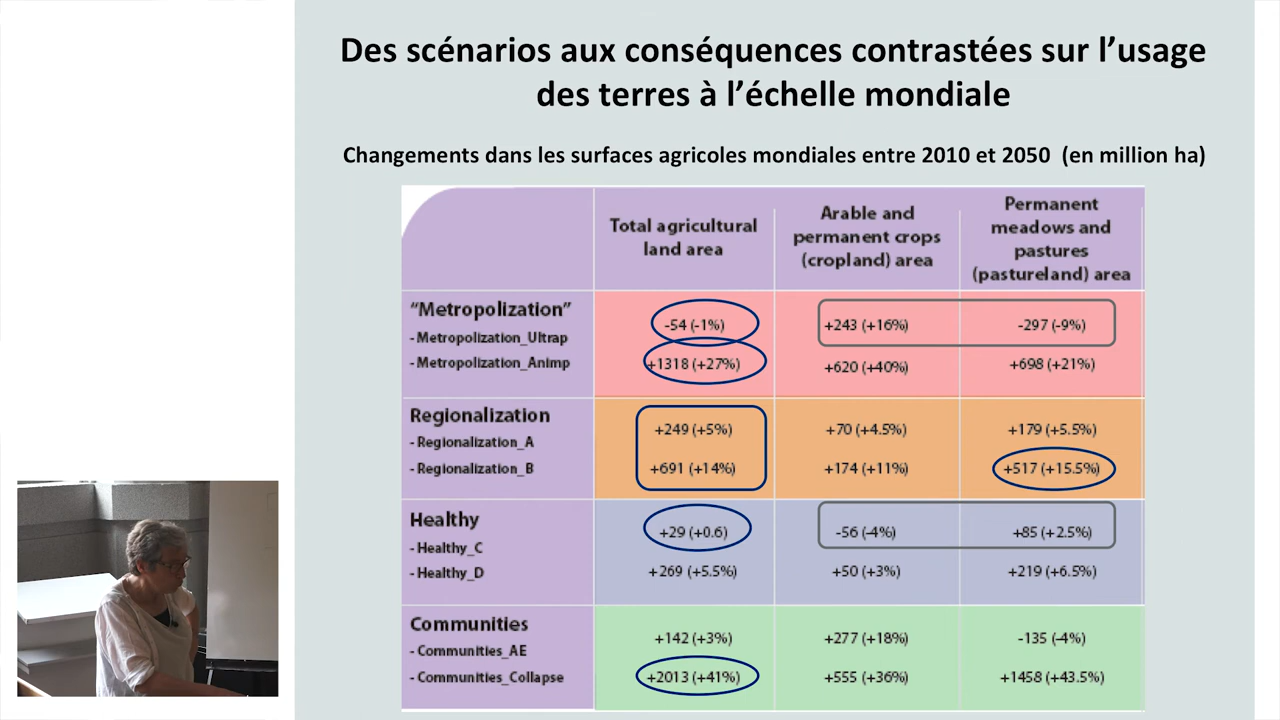 Des scénarios aux conséquences contrastées sur l’usage
des terres à l’échelle mondiale
Changements dans les surfaces agricoles mondiales entre 2010 et 2050 (en million ha)
Total agricultural
land area
Arable and
permanent crops
(cropland) area
Permanent
meadows and
pastures
(pastureland) area
“Metropolization”
- Metropolization_Ultrap
-54 (-1%)
+243 (+16%)
-297 (-9%)
- Metropolization_Animp
+1318 (+27%)
+620 (+40%)
+698 (+21%)
Regionalization
- Regionalization_A
+249 (+5%)
+70 (+4.5%)
+179 (+5.5%)
- Regionalization_B
+691 (+14%)
+174 (+11%)
+517 (+15.5%)
Healthy
- Healthy_C
+29 (+0.6)
-56 (-4%)
+85 (+2.5%)
- Healthy_D
+269 (+5.5%)
+50 (+3%)
+219 (+6.5%)
Communities
- Communities_AE
+142 (+3%)
+277 (+18%)
-135 (-4%)
- Communities_Collapse
+2013 (+41%)
+555 (+36%)
+1458 (+43.5%)